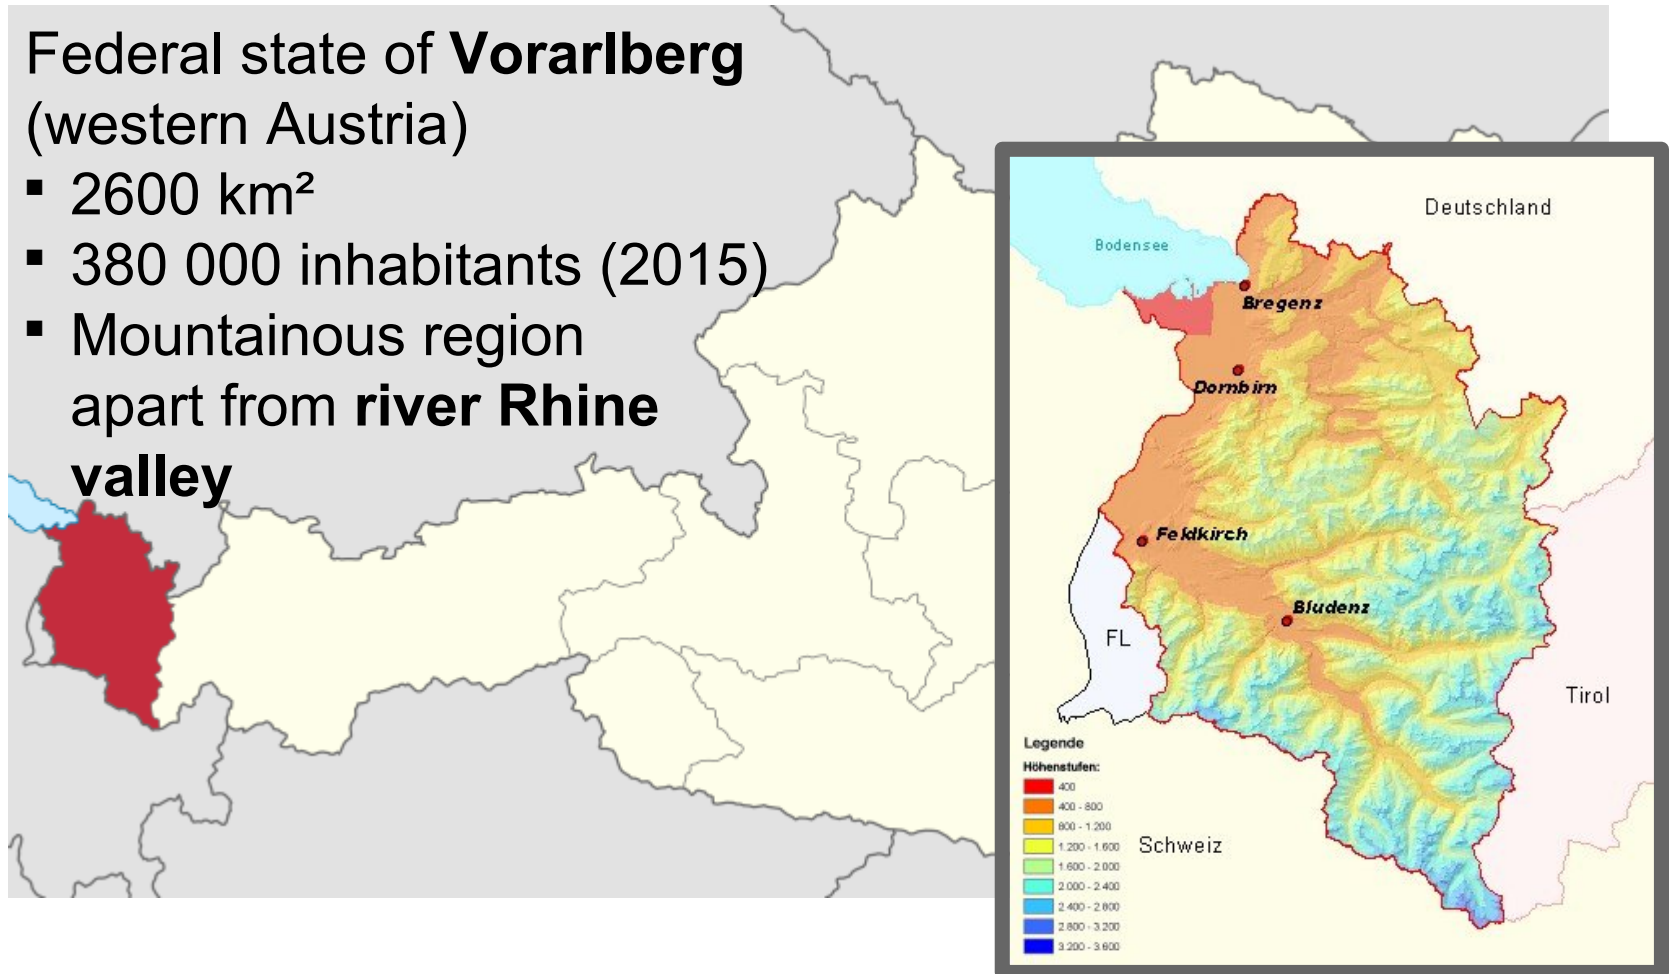 Federal state of Vorarlberg
(western Austria)
▪ 2600 km²
▪ 380 000 inhabitants (2015)
▪ Mountainous region
apart from river Rhine
valley
Deutschland
Bodensee
Bregenz
Dornbirn
Feldkirch
Bludenz
FL
Tirol
Schweiz
Legende
Höhenstufen:
400
400 - 800
800 - 1.200
1.200 - 1.600
1.600 - 2.000
2.000 - 2.400
2.400 - 2.800
2.800 - 3.200
3.200 - 3.600